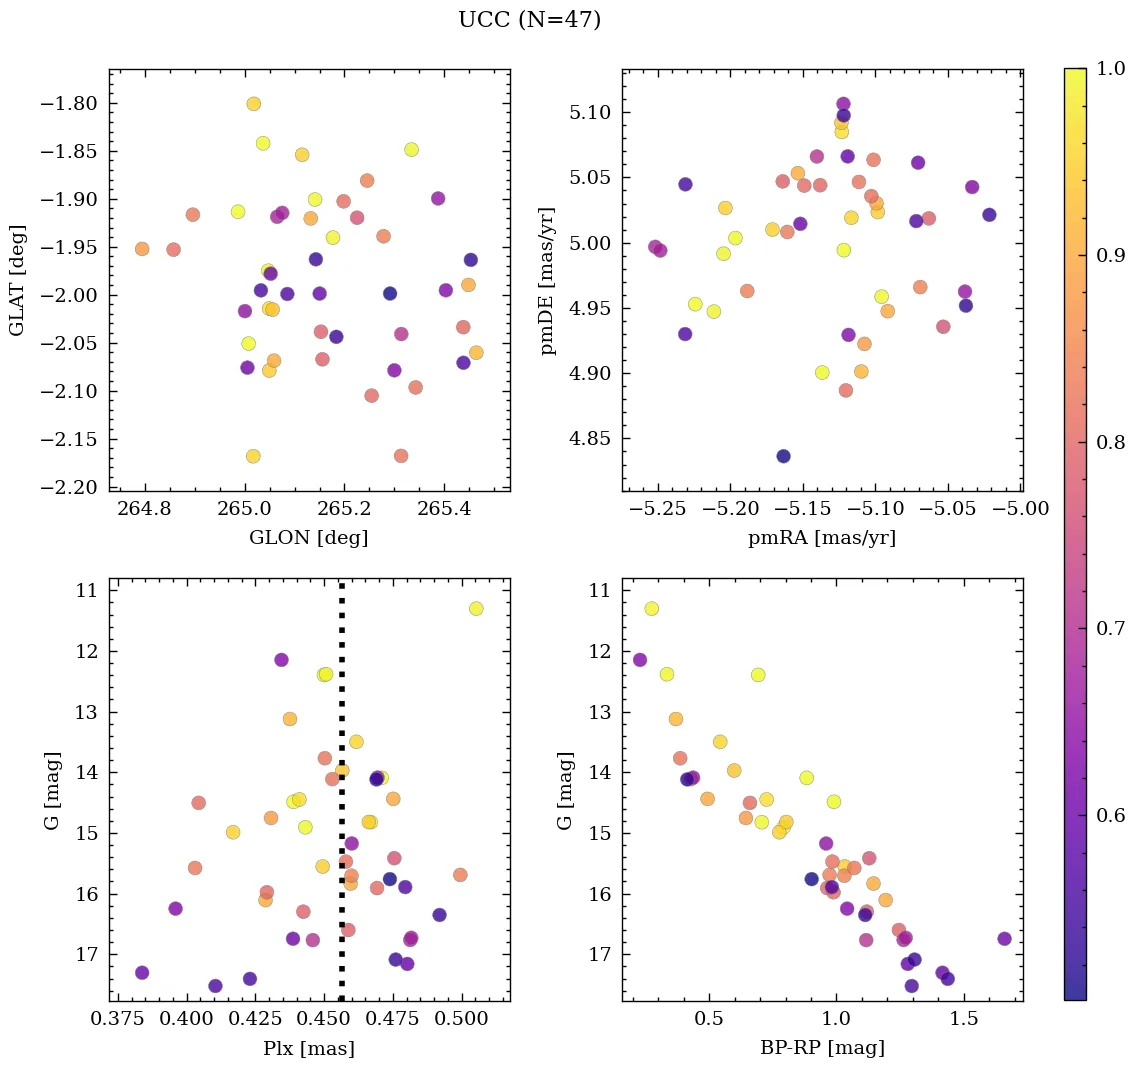 UCC (N=47)
−1.80
−1.85
−1.90
−1.95
−2.00
−2.05
−2.10
−2.15
−2.20
GLAT [deg]
264.8 265.0 265.2 265.4
GLON [deg]
5.10
5.05
5.00
4.95
4.90
4.85
pmDE [mas/yr]
−5.25 −5.20 −5.15 −5.10 −5.05 −5.00
pmRA [mas/yr]
11
12
13
14
15
16
17
G [mag]
0.375 0.400 0.425 0.450 0.475 0.500
Plx [mas]
11
12
13
14
15
16
17
G [mag]
0.5 1.0 1.5
BP-RP [mag]
1.0
0.9
0.8
0.7
0.6